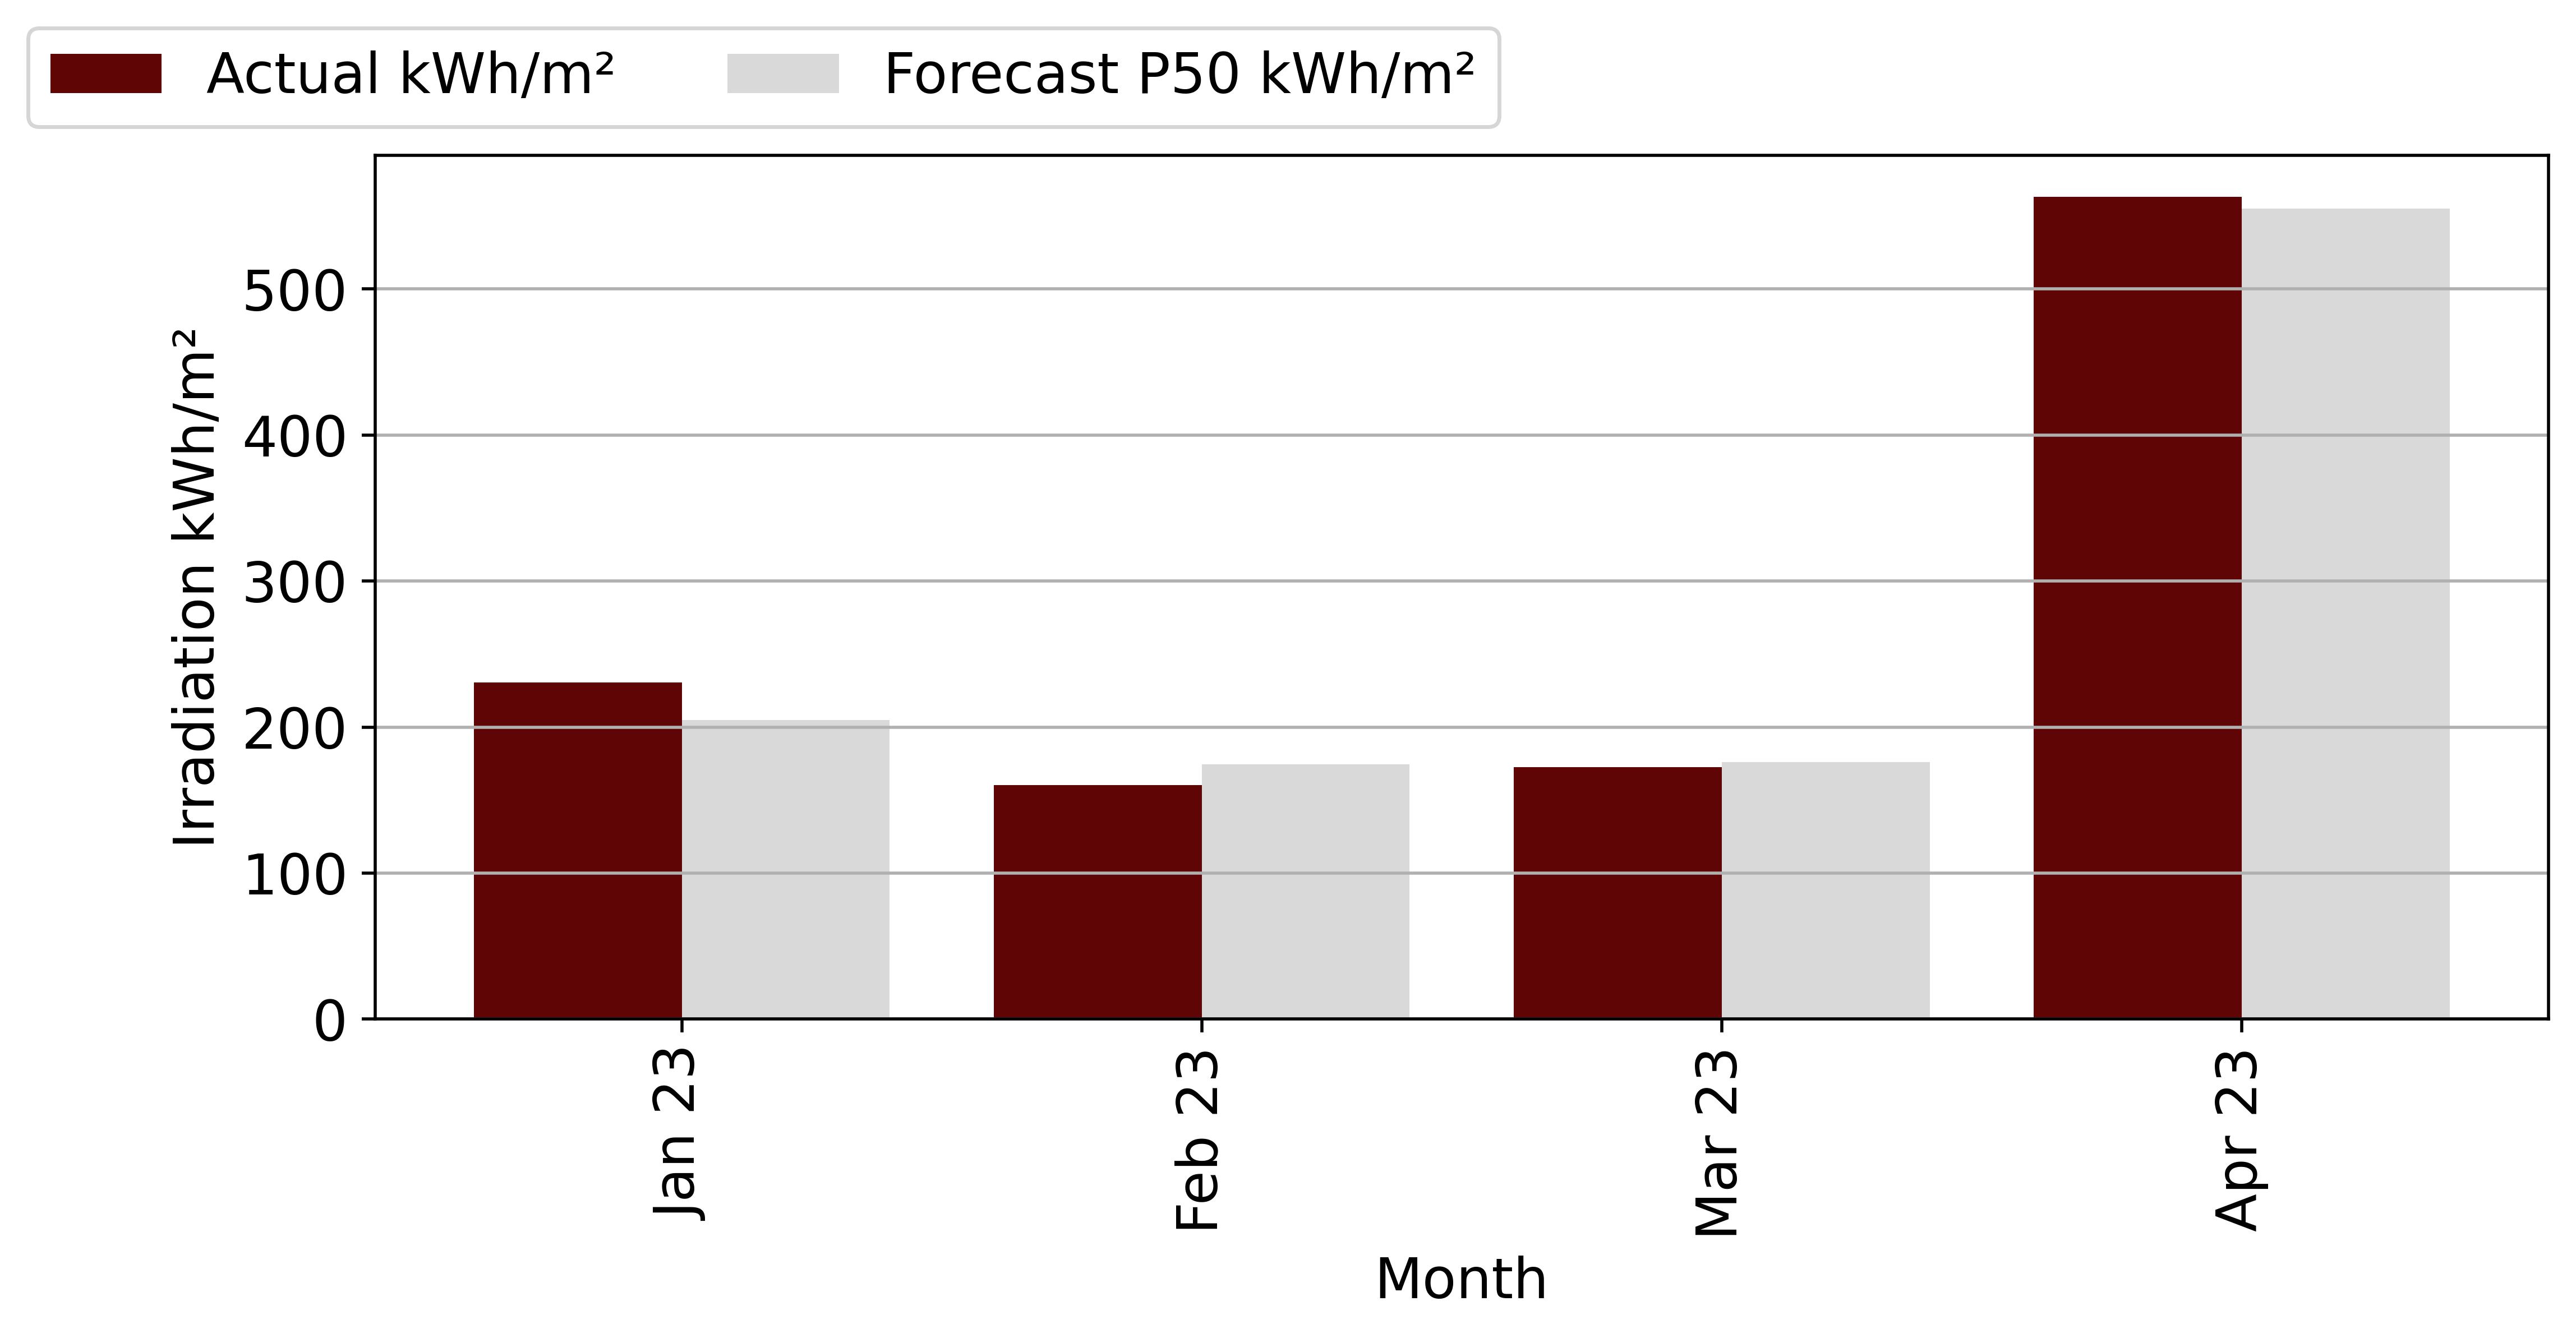 Actual kWh/m² Forecast P50 kWh/m²
Irradiation kWh/m²
500
400
300
200
100
0
Jan 23
Feb 23
Mar 23
Apr 23
Month